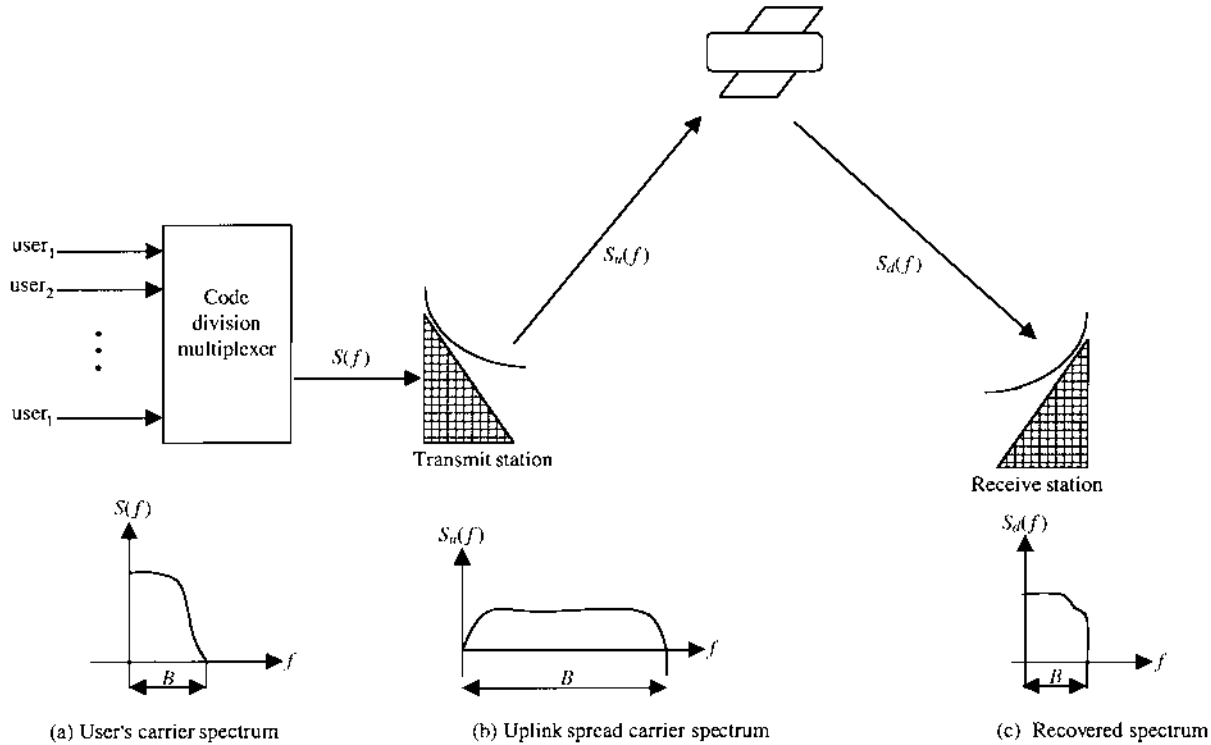 user1
user2
user1
Code
division
multiplexer
S(f)
Su(f)
Sd(f)
Transmit station
Receive station
S(f)
f
B
Su(f)
f
B
Sd(f)
f
B
(a) User's carrier spectrum
(b) Uplink spread carrier spectrum
(c) Recovered spectrum